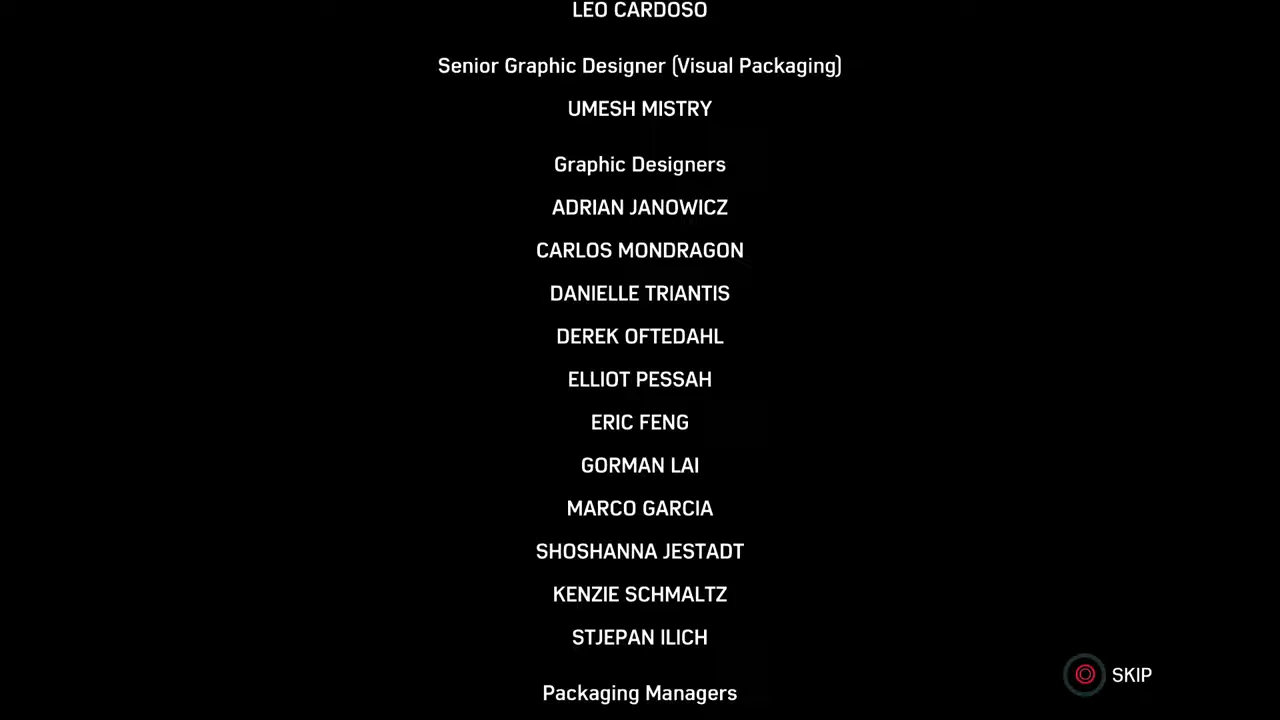 LEO CARDOSO
Senior Graphic Designer (Visual Packaging)
UMESH MISTRY
Graphic Designers
ADRIAN JANOWICZ
CARLOS MONDRAGON
DANIELLE TRIANTIS
DEREK OFTEDAHL
ELLIOT PESSAH
ERIC FENG
GORMAN LAI
MARCO GARCIA
SHOSHANNA JESTADT
KENZIE SCHMALTZ
STJEPAN ILICH
SKIP
Packaging Managers